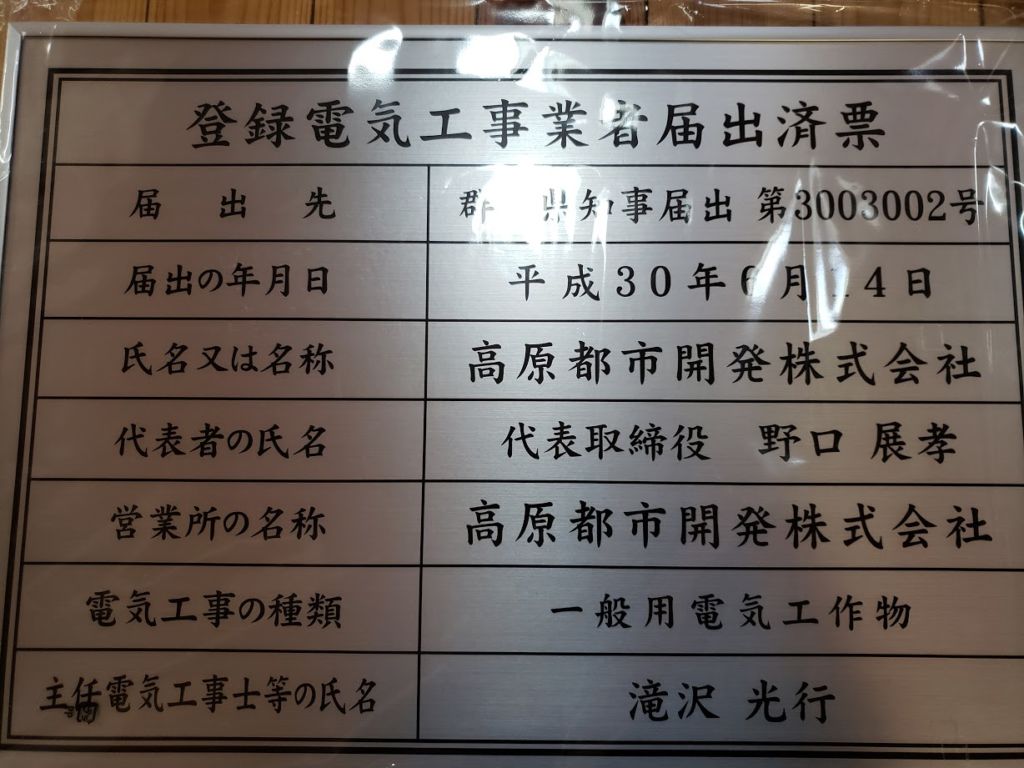 登録電気工事業者届出済票
届出先 群 県知事届出 第3003002号
届出の年月日 平成30年6月14日
氏名又は名称 高原都市開発株式会社
代表者の氏名 代表取締役 野口 展孝
営業所の名称 高原都市開発株式会社
電気工事の種類 一般用電気工作物
主任電気工事士等の氏名 滝沢 光行